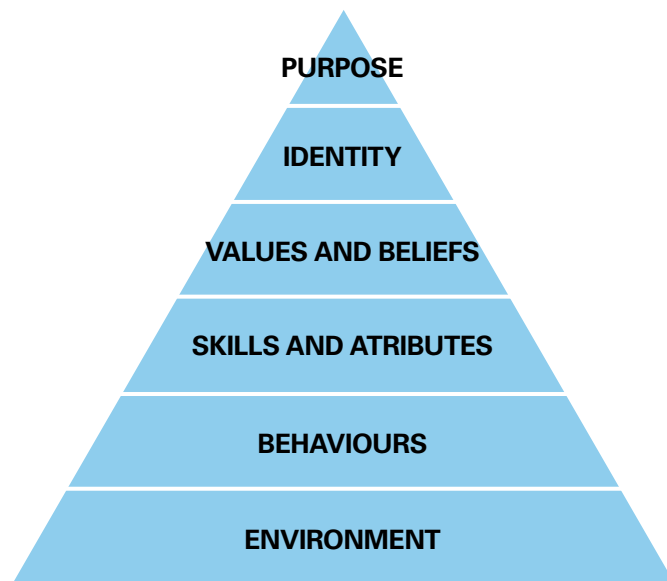 PURPOSE
IDENTITY
VALUES AND BELIEFS
SKILLS AND ATRIBUTES
BEHAVIOURS
ENVIRONMENT